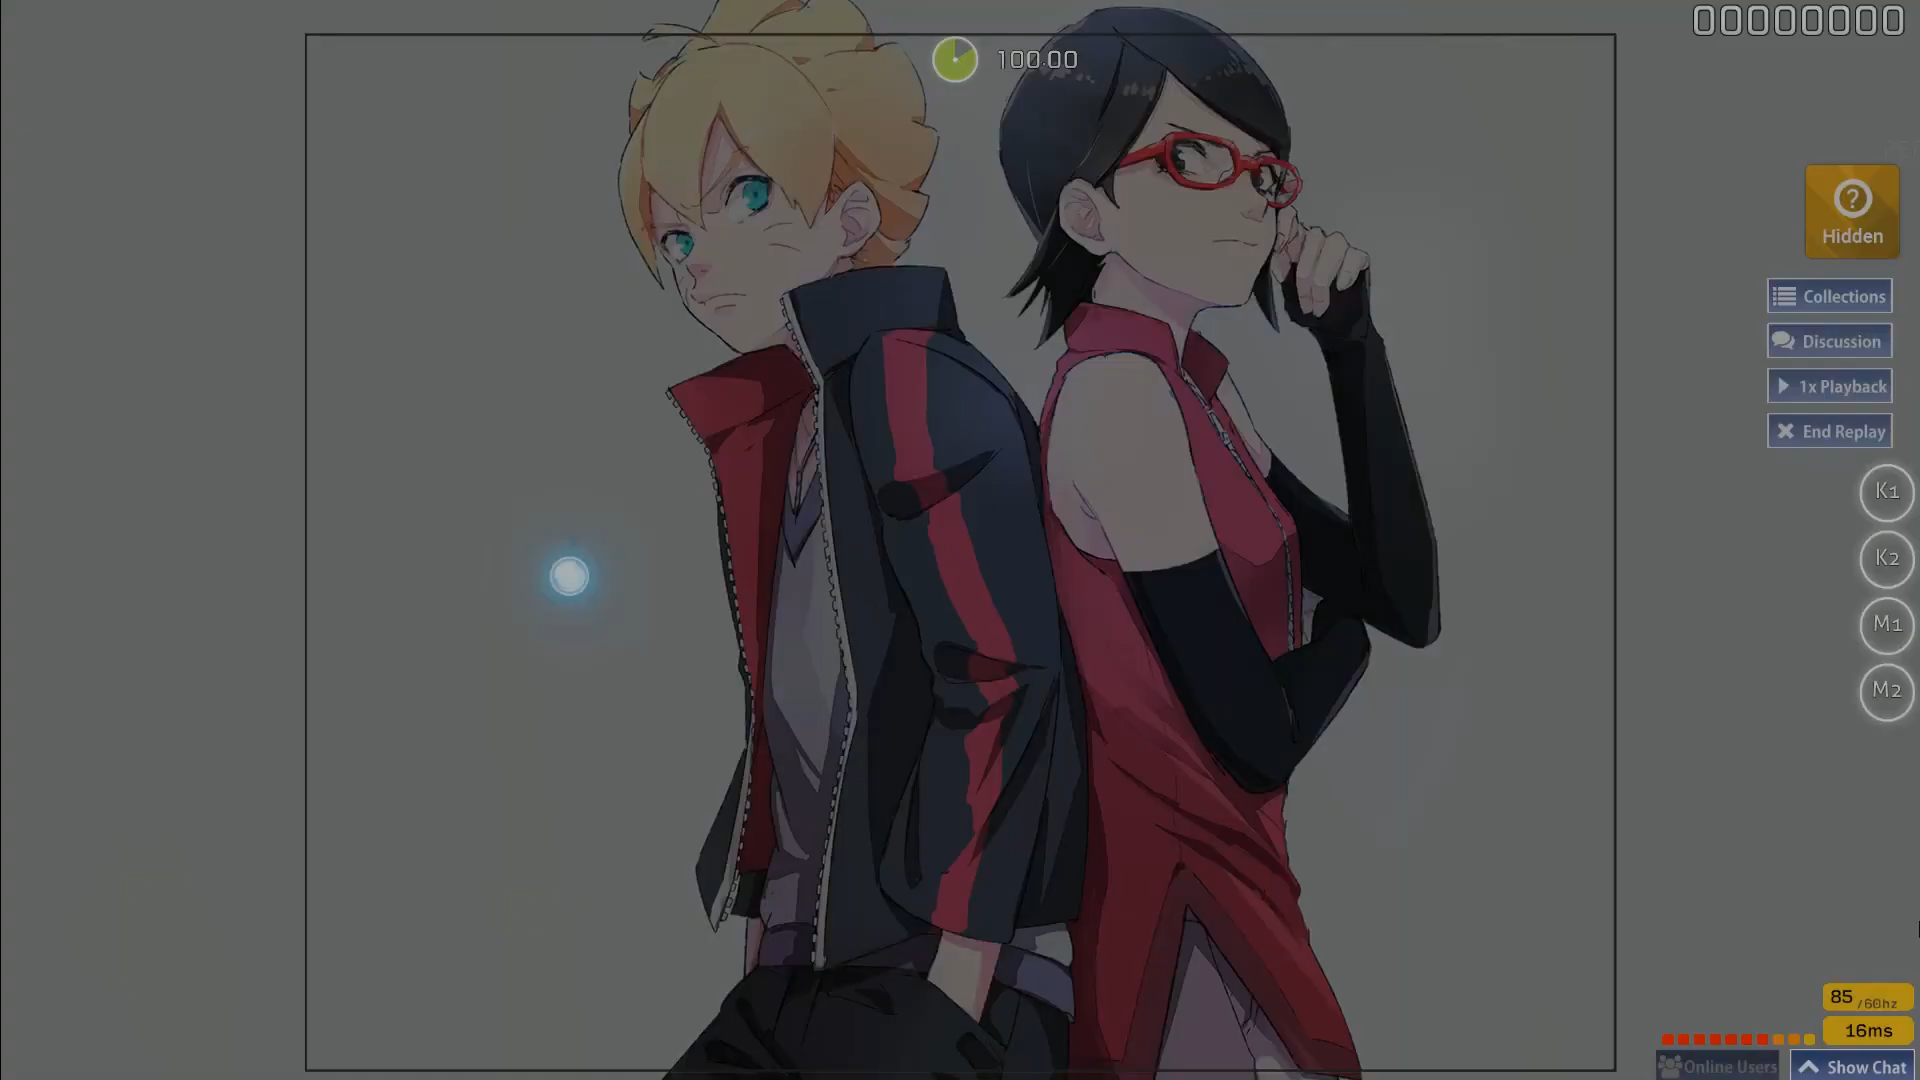 00000000
100.00
?
Hidden
Collections
Discussion
1x Playback
End Replay
K1
K2
M1
M2
85 /60hz
16ms
Online Users
Show Chat